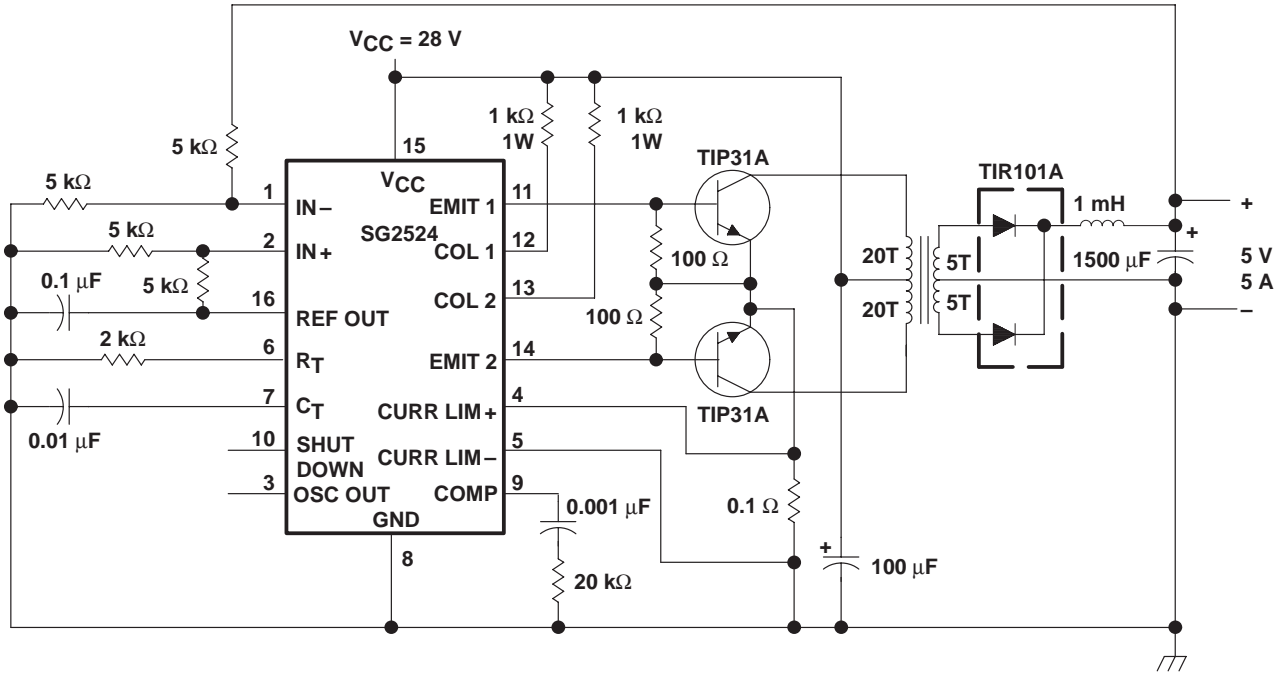 VCC = 28 V
5 kΩ
1 kΩ
1W
1 kΩ
1W
15
TIP31A
TIR101A
5 kΩ
1
VCC
11
1 mH
+
IN–
EMIT 1
SG2524
5 kΩ
2
IN+
COL 1
12
20T
5T
+
1500 µF
5 V
5 A
0.1 µF
5 kΩ
100 Ω
13
COL 2
16
REF OUT
100 Ω
20T
5T
–
2 kΩ
6
RT
EMIT 2
14
7
CT
CURR LIM+
4
TIP31A
0.01 µF
10
SHUT
DOWN
CURR LIM–
5
3
OSC OUT
COMP
9
0.001 µF
0.1 Ω
GND
8
20 kΩ
+
100 µF